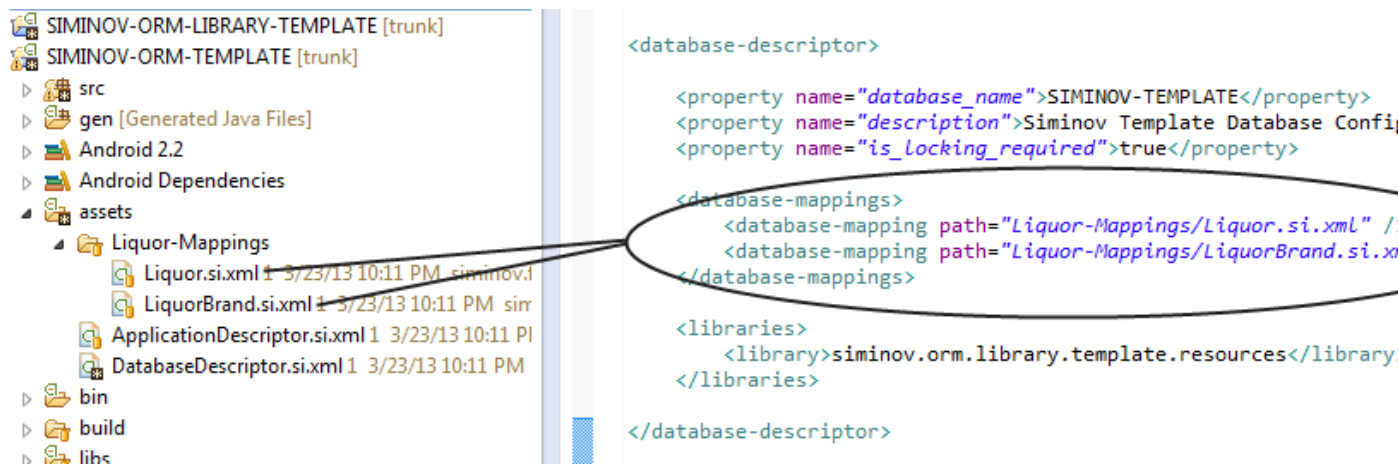 SIMINOV-ORM-LIBRARY-TEMPLATE [trunk]
SIMINOV-ORM-TEMPLATE [trunk]
src
gen [Generated Java Files]
Android 2.2
Android Dependencies
assets
Liquor-Mappings
Liquor.si.xml 1 3/23/13 10:11 PM siminov.f
LiquorBrand.si.xml 1 3/23/13 10:11 PM sim
ApplicationDescriptor.si.xml 1 3/23/13 10:11 PI
DatabaseDescriptor.si.xml 1 3/23/13 10:11 PM
bin
build
libs
<database-descriptor>
<property name="database_name">SIMINOV-TEMPLATE</property>
<property name="description">Siminov Template Database Config
<property name="is_locking_required">true</property>
<database-mappings>
<database-mapping path="Liquor-Mappings/Liquor.si.xml" /
<database-mapping path="Liquor-Mappings/LiquorBrand.si.xm
</database-mappings>
<libraries>
<library>siminov.orm.library.template.resources</library
</libraries>
</database-descriptor>